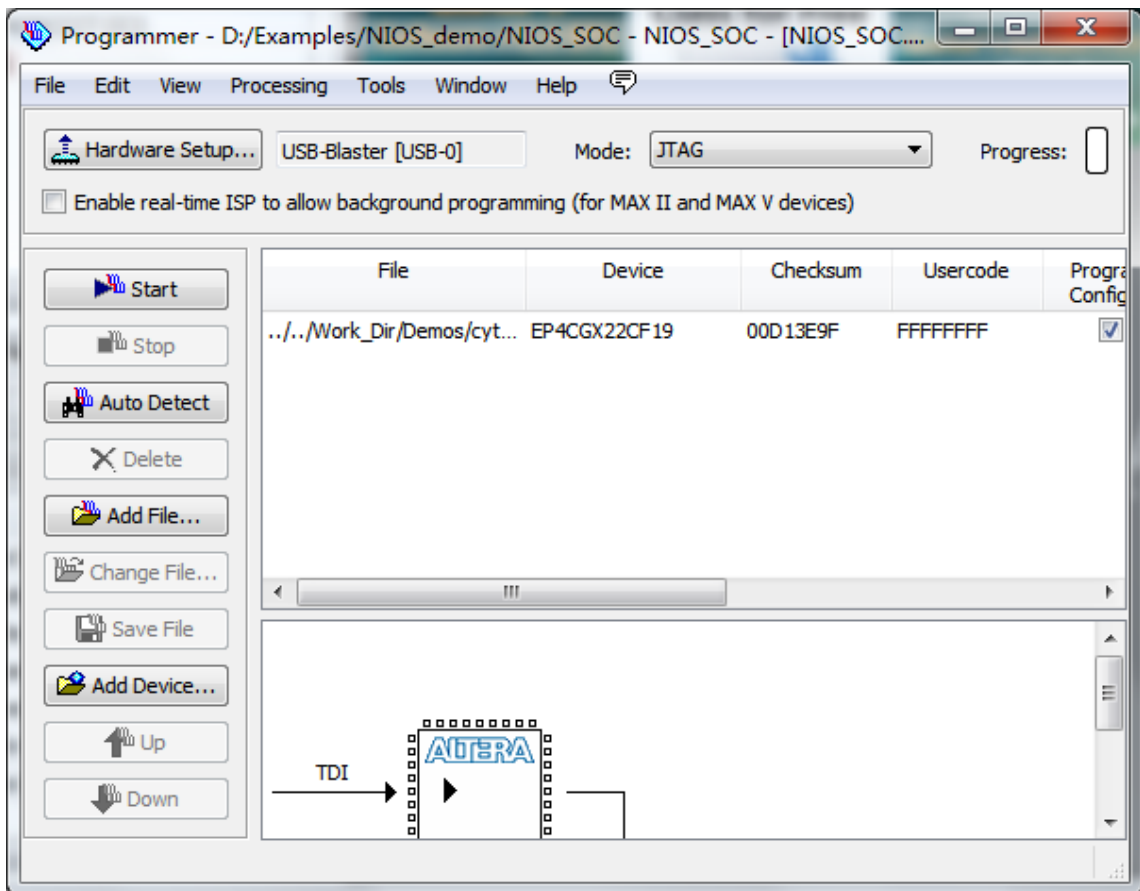 Programmer - D:/Examples/NIOS_demo/NIOS_SOC - NIOS_SOC - [NIOS_SOC....
File Edit View Processing Tools Window Help
Hardware Setup... USB-Blaster [USB-0] Mode: JTAG Progress:
Enable real-time ISP to allow background programming (for MAX II and MAX V devices)
Start
Stop
Auto Detect
Delete
Add File...
Change File...
Save File
Add Device...
Up
Down
File Device Checksum Usercode Progra
Config
../../Work_Dir/Demos/cyt... EP4CGX22CF19 00D13E9F FFFFFFFF
ALTERA
TDI